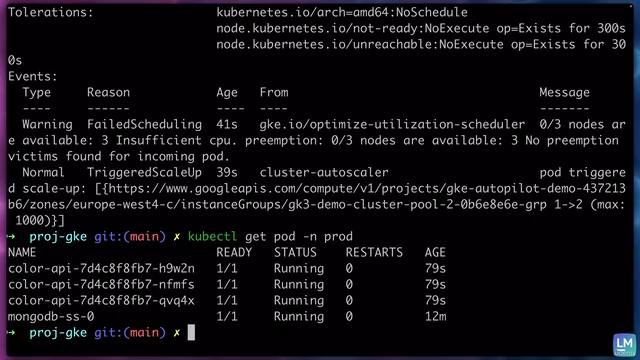 Tolerations: kubernetes.io/arch=amd64:NoSchedule
node.kubernetes.io/not-ready:NoExecute op=Exists for 300s
node.kubernetes.io/unreachable:NoExecute op=Exists for 30
0s
Events:
Type Reason Age From Message
---- ------ ---- ---- -------
Warning FailedScheduling 41s gke.io/optimize-utilization-scheduler 0/3 nodes ar
e available: 3 Insufficient cpu. preemption: 0/3 nodes are available: 3 No preemption
victims found for incoming pod.
Normal TriggeredScaleUp 39s cluster-autoscaler pod triggere
d scale-up: [{https://www.googleapis.com/compute/v1/projects/gke-autopilot-demo-437213
b6/zones/europe-west4-c/instanceGroups/gk3-demo-cluster-pool-2-0b6e8e6e-grp 1->2 (max:
1000)}]
→ proj-gke git:(main) ✗ kubectl get pod -n prod
NAME READY STATUS RESTARTS AGE
color-api-7d4c8f8fb7-h9w2n 1/1 Running 0 79s
color-api-7d4c8f8fb7-nfmfs 1/1 Running 0 79s
color-api-7d4c8f8fb7-qvq4x 1/1 Running 0 79s
mongodb-ss-0 1/1 Running 0 12m
→ proj-gke git:(main) ✗
LM